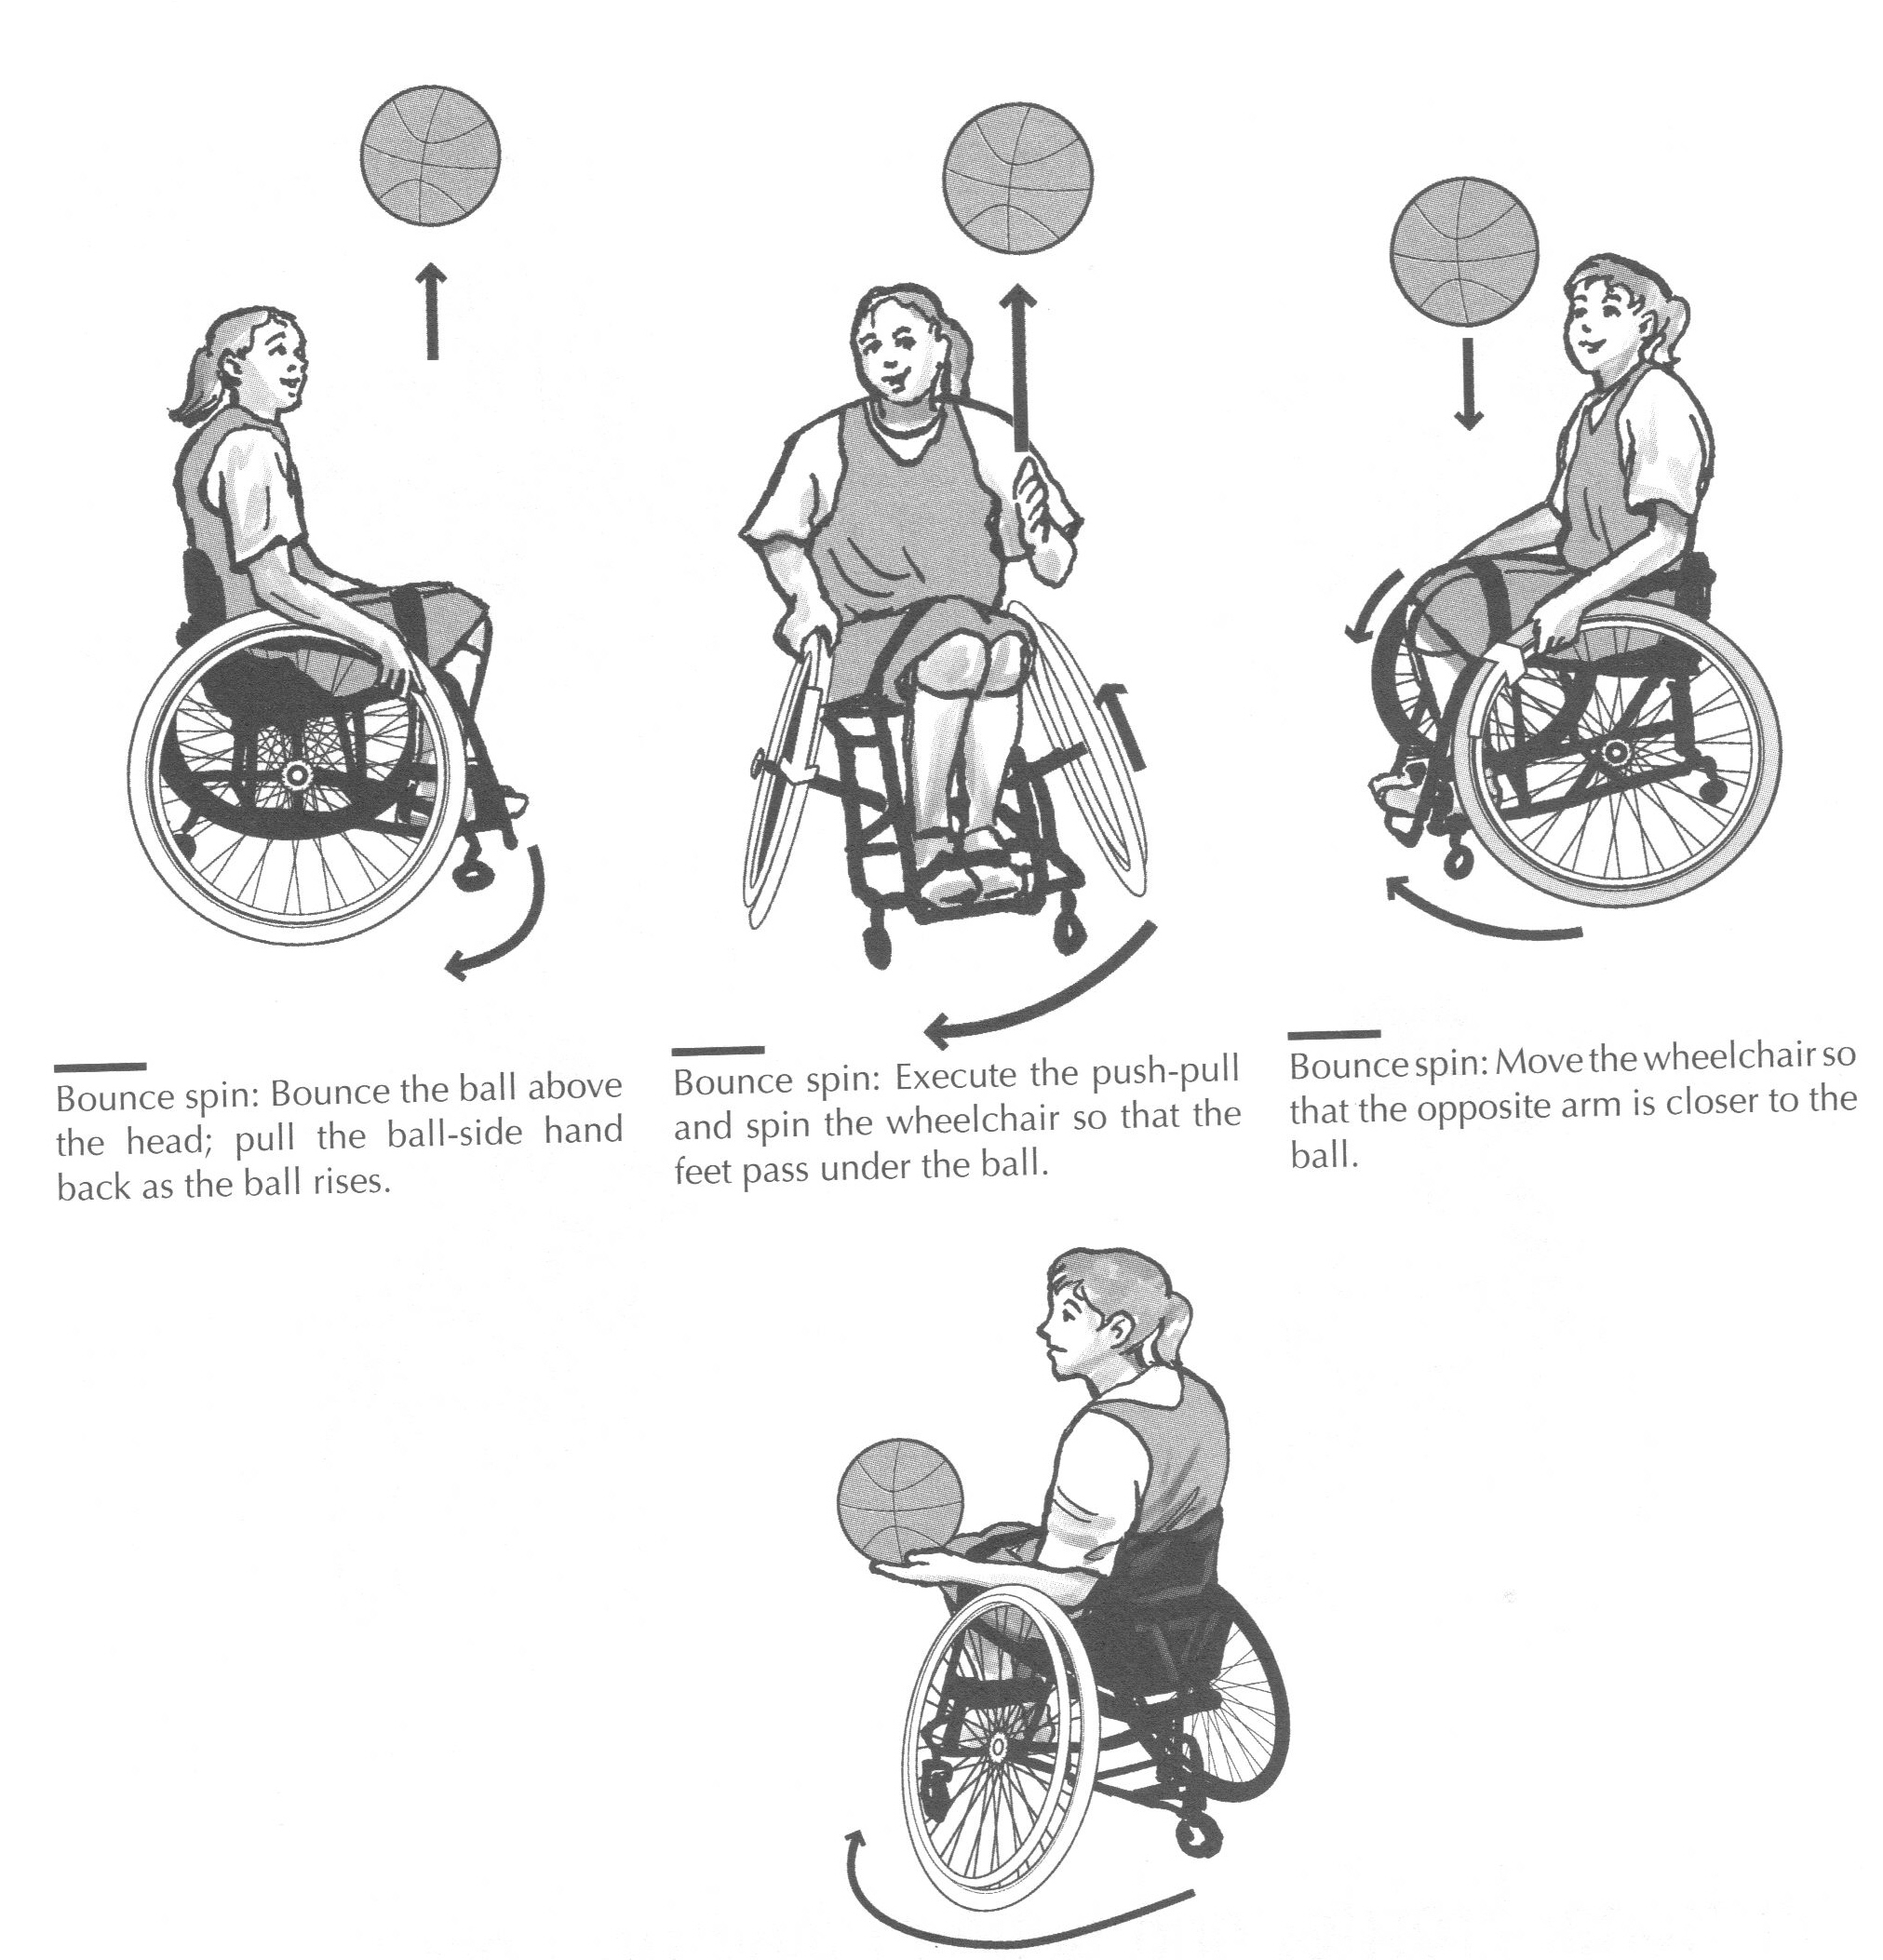 Bounce spin: Bounce the ball above
the head; pull the ball-side hand
back as the ball rises.
Bounce spin: Execute the push-pull
and spin the wheelchair so that the
feet pass under the ball.
Bounce spin: Move the wheelchair so
that the opposite arm is closer to the
ball.